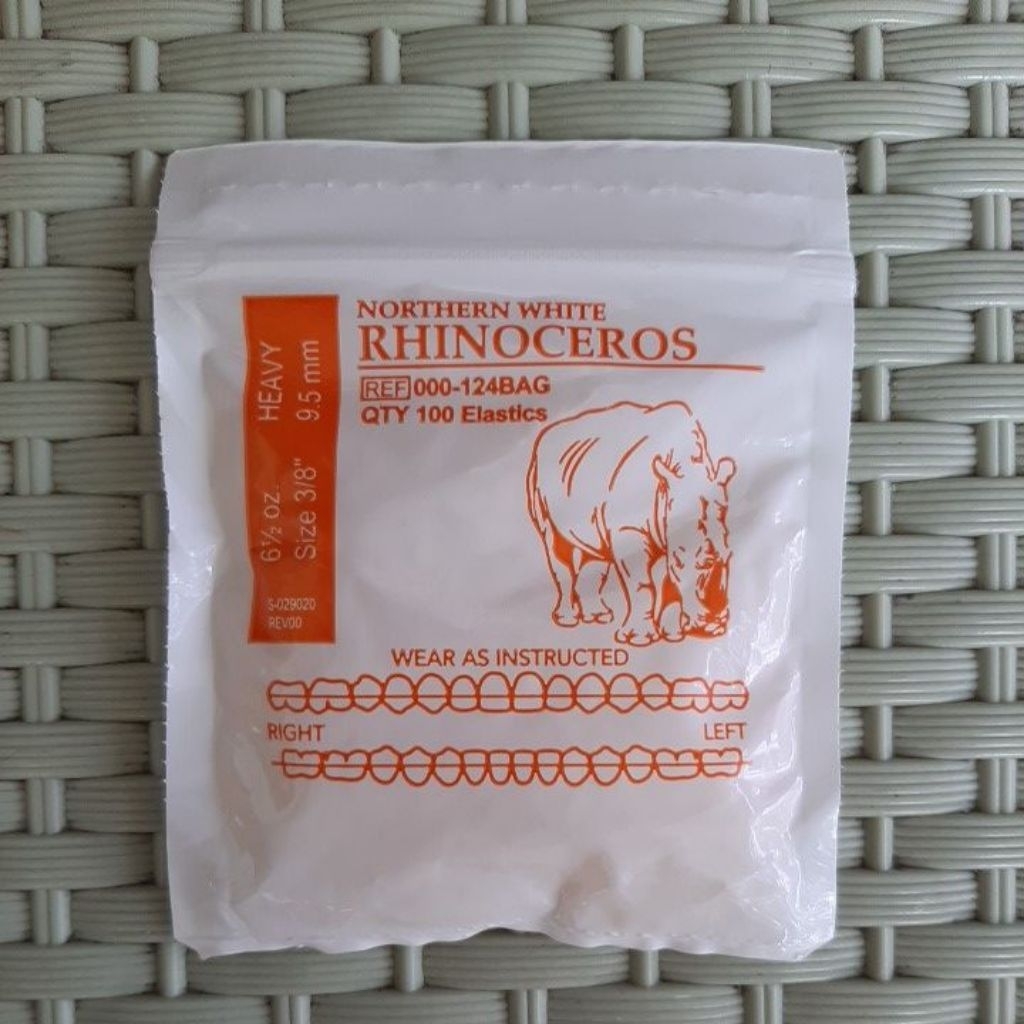 NORTHERN WHITE
RHINOCEROS
REF 000-124BAG
QTY 100 Elastics
6½ oz. HEAVY
Size 3/8" 9.5 mm
S-029020
REV00
WEAR AS INSTRUCTED
RIGHT LEFT